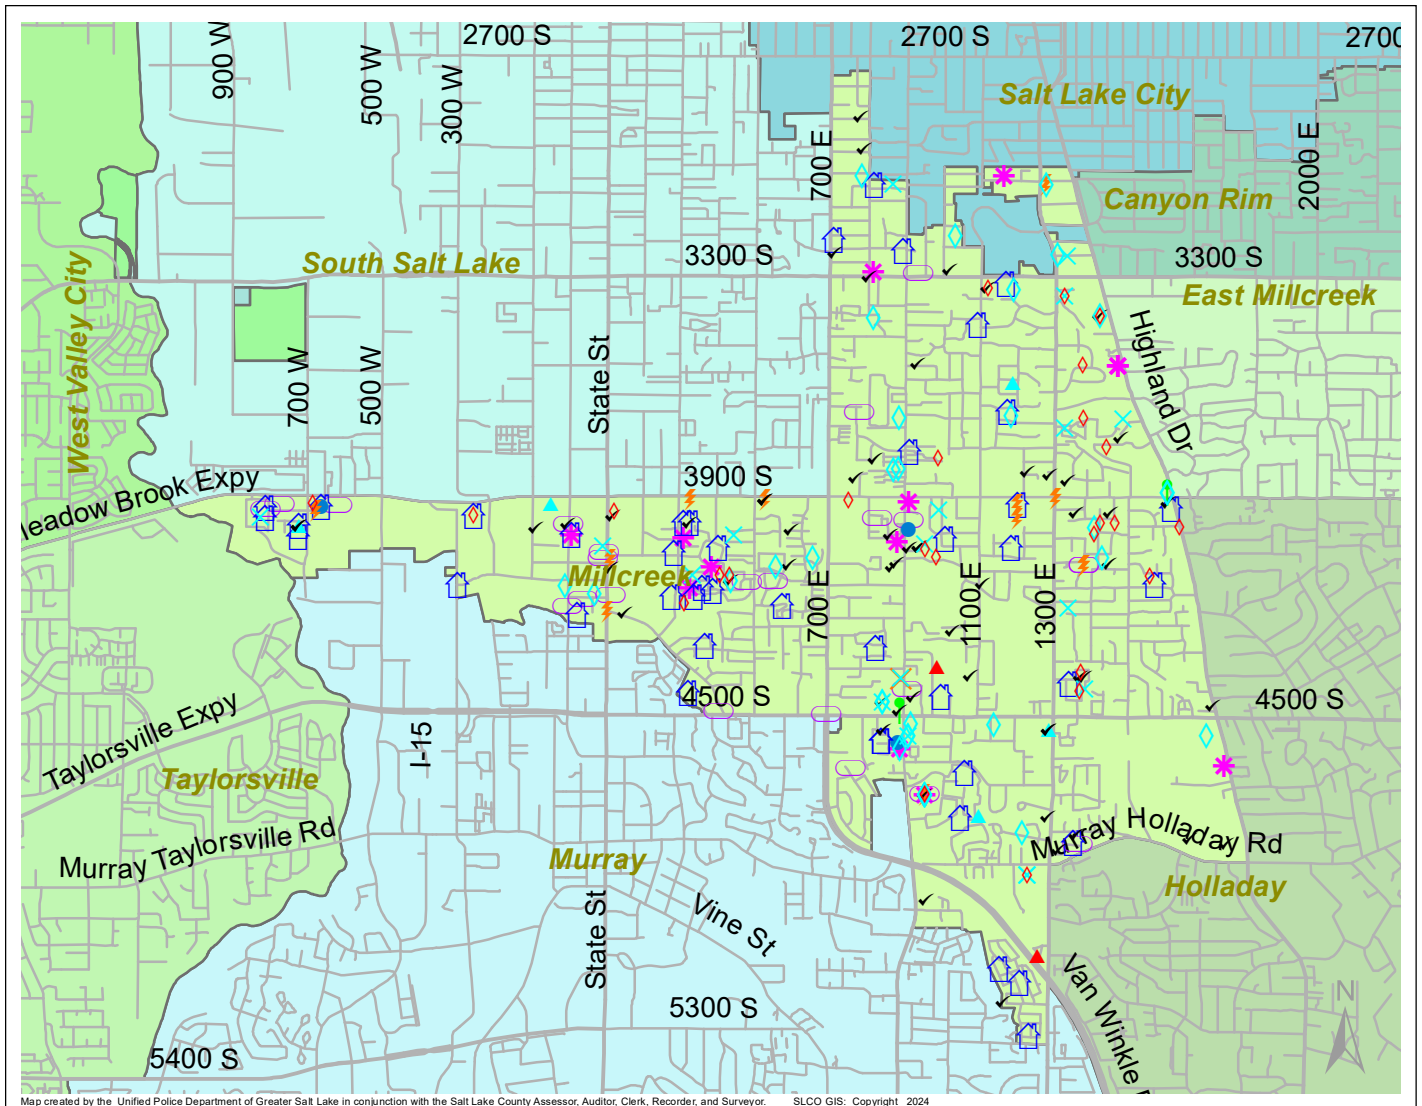 2700 S
2700 S
2700
900 W
500 W
300 W
Salt Lake City
700 E
2000 E
Canyon Rim
South Salt Lake
3300 S
3300 S
West Valley City
East Millcreek
Highland Dr
700 W
500 W
State St
3900 S
eadow Brook Expy
Millcreek
700 E
1100 E
1300 E
4500 S
4500 S
Taylorsville Expy
I-15
Taylorsville
Murray Taylorsville Rd
Murray
Murray Holladay Rd
Holladay
State St
Vine St
Van Winkle
5300 S
N
5400 S
Map created by the Unified Police Department of Greater Salt Lake in conjunction with the Salt Lake County Assessor, Auditor, Clerk, Recorder, and Surveyor. SLCO GIS: Copyright 2024